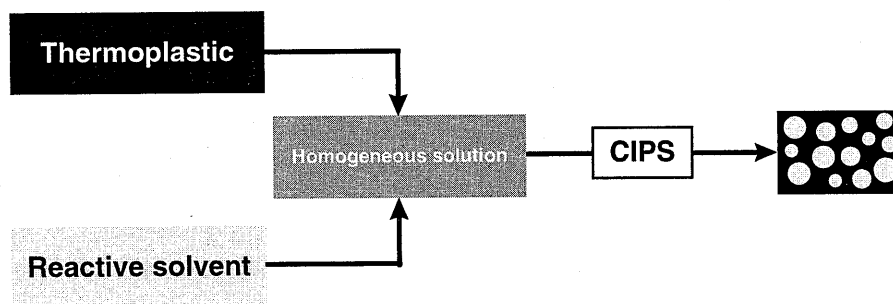 Thermoplastic
Homogeneous solution
CIPS
Reactive solvent